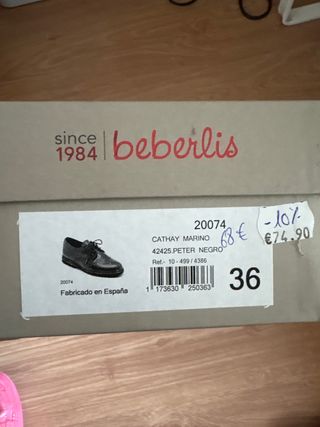 since
1984 beberlis
20074
CATHAY MARINO
42425.PETER NEGRO
Ref.- 10 - 499 / 4386
1 173630 250363
36
20074
Fabricado en España
68€
-10%
€74.90